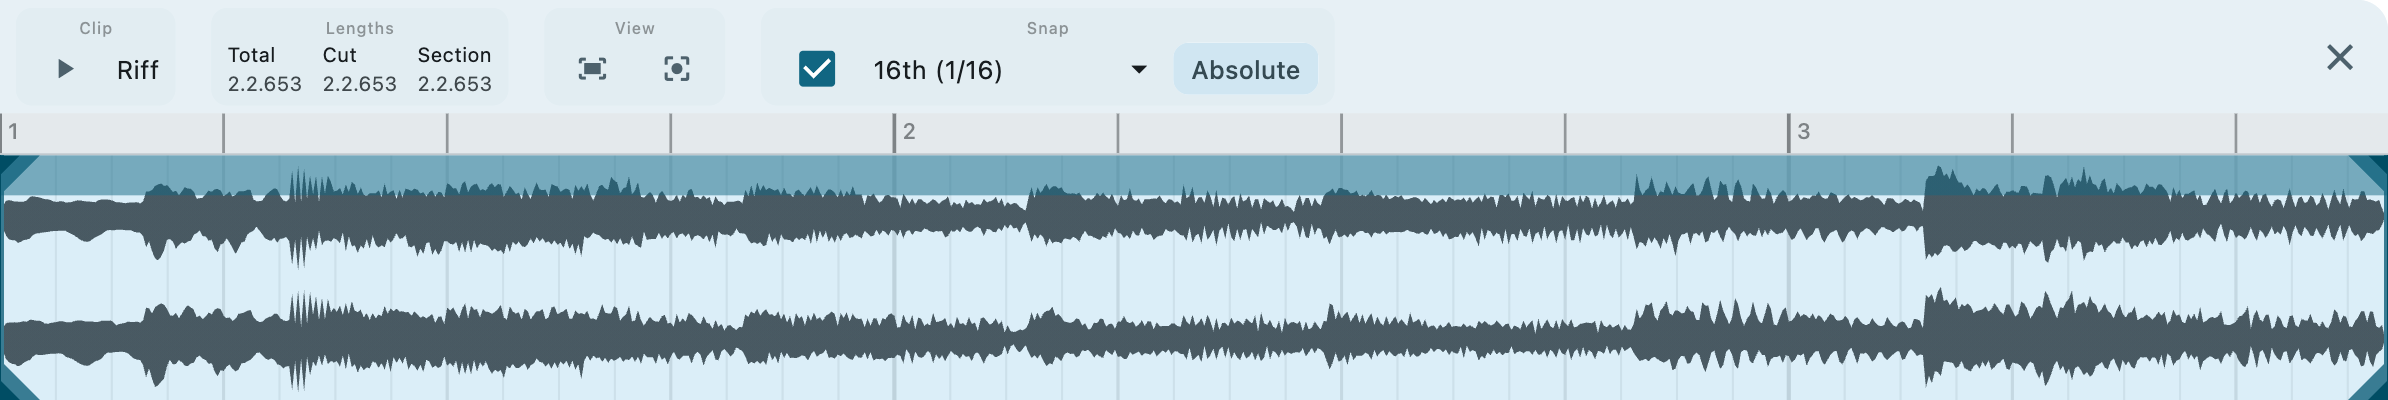 Clip
Riff
Lengths
Total Cut Section
2.2.653 2.2.653 2.2.653
View
Snap
16th (1/16) Absolute
1 2 3